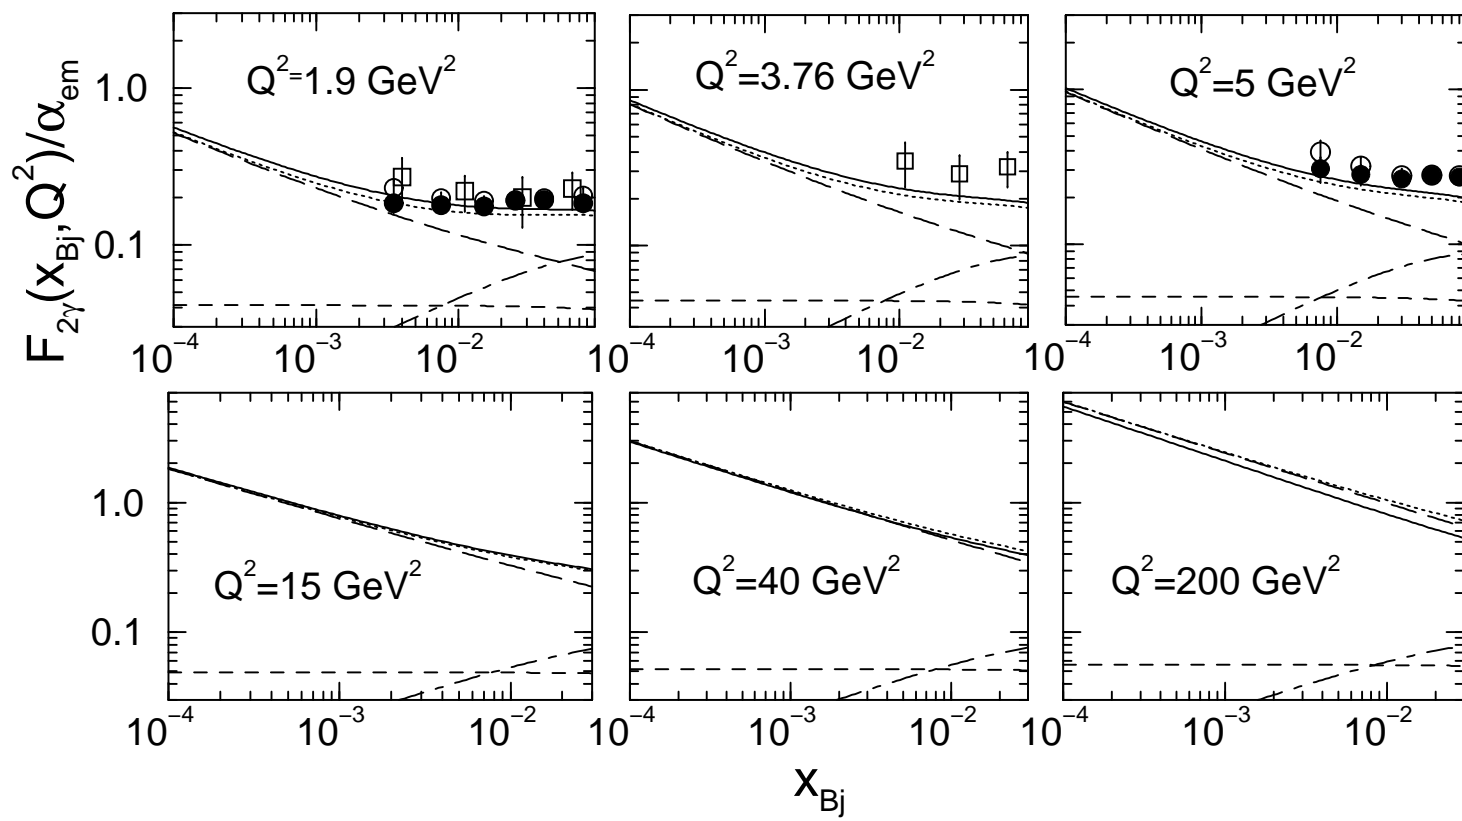 F2γ(xBj,Q²)/αem
Q²=1.9 GeV²
Q²=3.76 GeV²
Q²=5 GeV²
1.0
0.1
10⁻⁴ 10⁻³ 10⁻² 10⁻⁴ 10⁻³ 10⁻² 10⁻⁴ 10⁻³ 10⁻²
1.0
0.1
Q²=15 GeV²
Q²=40 GeV²
Q²=200 GeV²
10⁻⁴ 10⁻³ 10⁻² 10 10⁻³ 10⁻² 10⁻⁴ 10⁻³ 10⁻²
xBj